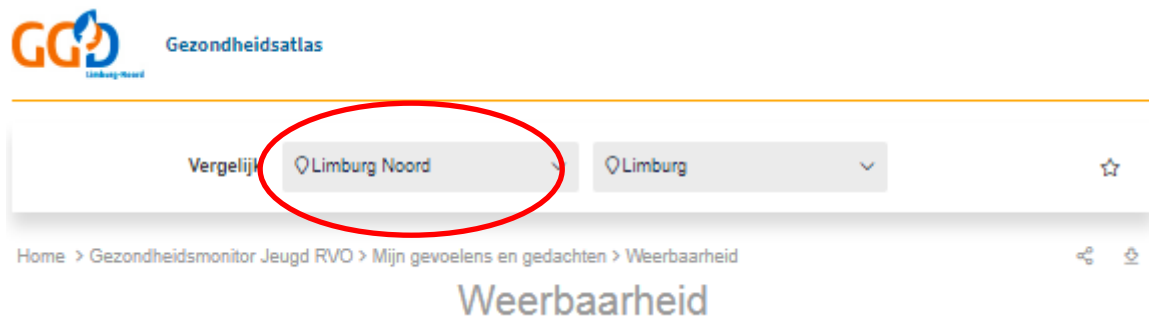 GGD
Limburg-Noord
Gezondheidsatlas
Vergelijk Limburg Noord Limburg
Home > Gezondheidsmonitor Jeugd RVO > Mijn gevoelens en gedachten > Weerbaarheid
Weerbaarheid